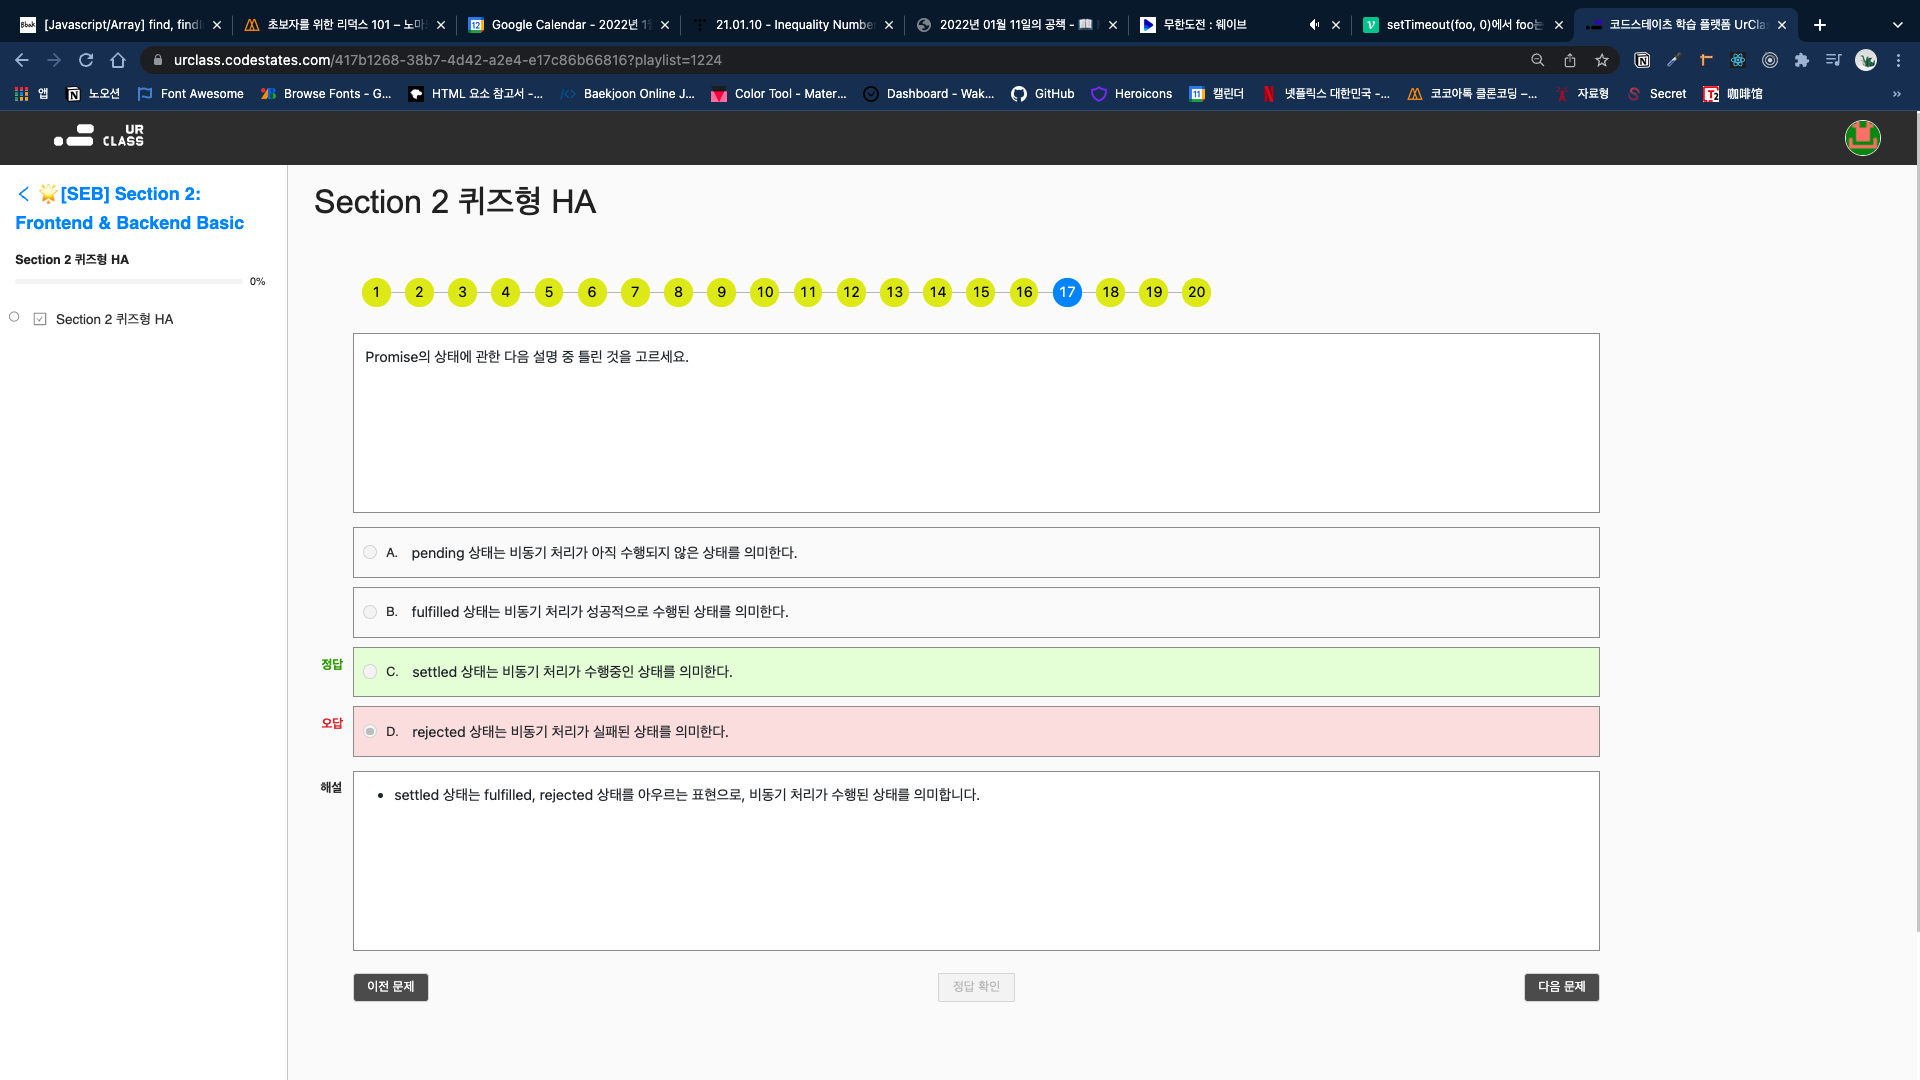 [Javascript/Array] find, findI
초보자를 위한 리덕스 101 – 노마
Google Calendar - 2022년 1
21.01.10 - Inequality Number
2022년 01월 11일의 공책 - 📖
무한도전 : 웨이브
setTimeout(foo, 0)에서 foo는
코드스테이츠 학습 플랫폼 UrCla
urclass.codestates.com/417b1268-38b7-4d42-a2e4-e17c86b66816?playlist=1224
앱
노오션
Font Awesome
Browse Fonts - G...
HTML 요소 참고서 -...
Baekjoon Online J...
Color Tool - Mater...
Dashboard - Wak...
GitHub
Heroicons
캘린더
넷플릭스 대한민국 -...
코코아톡 클론코딩 –...
자료형
Secret
咖啡馆
UR
CLASS
🌟[SEB] Section 2:
Frontend & Backend Basic
Section 2 퀴즈형 HA
0%
Section 2 퀴즈형 HA
Section 2 퀴즈형 HA
1 2 3 4 5 6 7 8 9 10 11 12 13 14 15 16 17 18 19 20
Promise의 상태에 관한 다음 설명 중 틀린 것을 고르세요.
A. pending 상태는 비동기 처리가 아직 수행되지 않은 상태를 의미한다.
B. fulfilled 상태는 비동기 처리가 성공적으로 수행된 상태를 의미한다.
정답
C. settled 상태는 비동기 처리가 수행중인 상태를 의미한다.
오답
D. rejected 상태는 비동기 처리가 실패된 상태를 의미한다.
해설
• settled 상태는 fulfilled, rejected 상태를 아우르는 표현으로, 비동기 처리가 수행된 상태를 의미합니다.
이전 문제
정답 확인
다음 문제